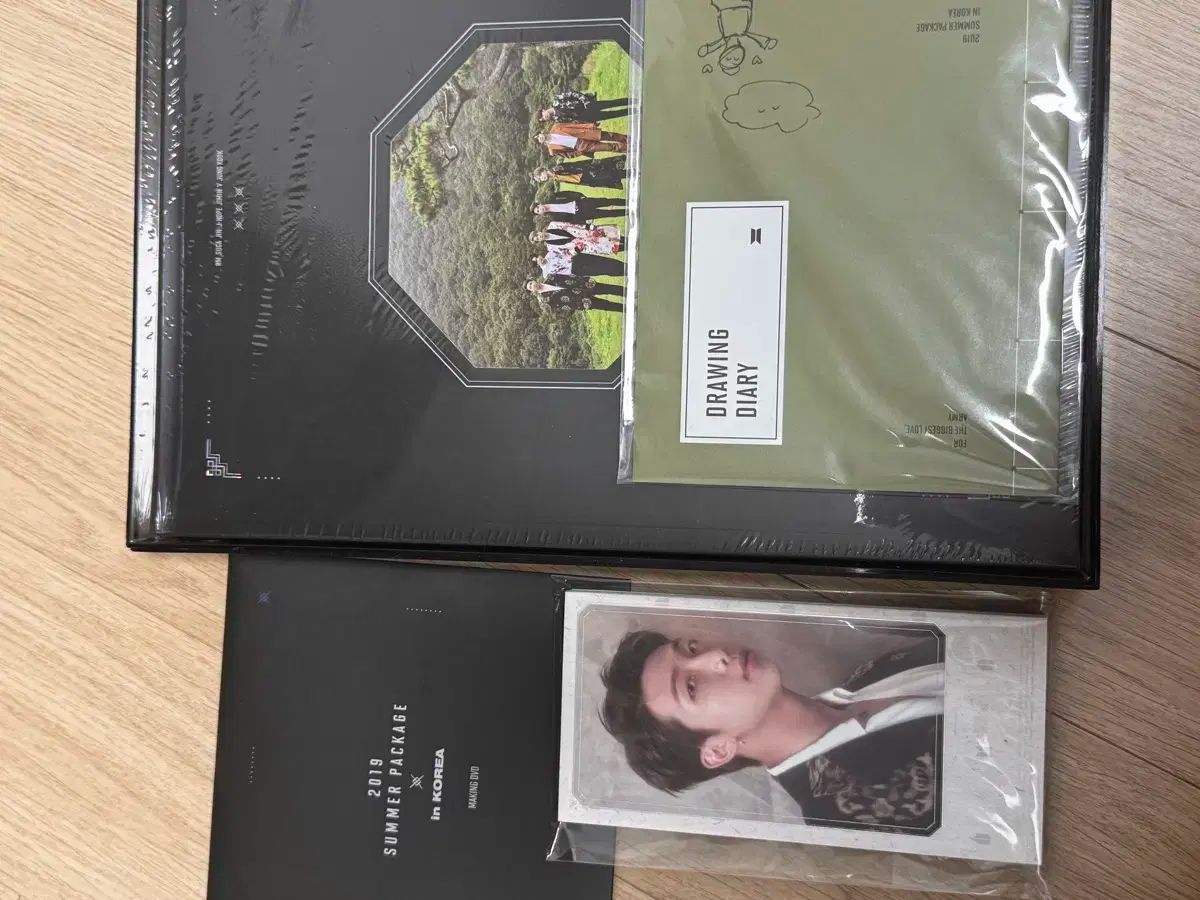 2019
SUMMER PACKAGE
IN KOREA
RM SUGA JIN J-HOPE JIMIN V JUNG KOOK
DRAWING
DIARY
FOR
THE BIGGEST LOVE,
ARMY
2019
SUMMER PACKAGE
in KOREA
MAKING DVD